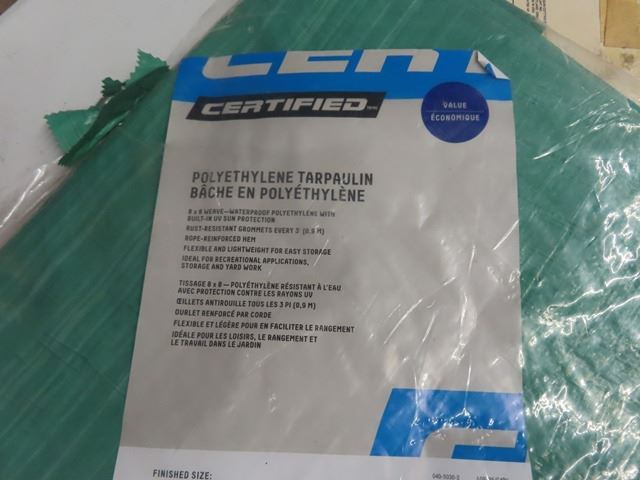 CERTIFIED
VALUE
ÉCONOMIQUE
POLYETHYLENE TARPAULIN
BÂCHE EN POLYÉTHYLÈNE
8 x 8 WEAVE—WATERPROOF POLYETHYLENE WITH
BUILT-IN UV SUN PROTECTION
RUST-RESISTANT GROMMETS EVERY 3' (0,9 M)
ROPE-REINFORCED HEM
FLEXIBLE AND LIGHTWEIGHT FOR EASY STORAGE
IDEAL FOR RECREATIONAL APPLICATIONS,
STORAGE AND YARD WORK
TISSAGE 8 x 8 — POLYÉTHYLÈNE RÉSISTANT À L'EAU
AVEC PROTECTION CONTRE LES RAYONS UV
ŒILLETS ANTIROUILLE TOUS LES 3 PI (0,9 M)
OURLET RENFORCÉ PAR CORDE
FLEXIBLE ET LÉGÈRE POUR EN FACILITER LE RANGEMENT
IDÉALE POUR LES LOISIRS, LE RANGEMENT ET
LE TRAVAIL DANS LE JARDIN
FINISHED SIZE:
040-5030-2